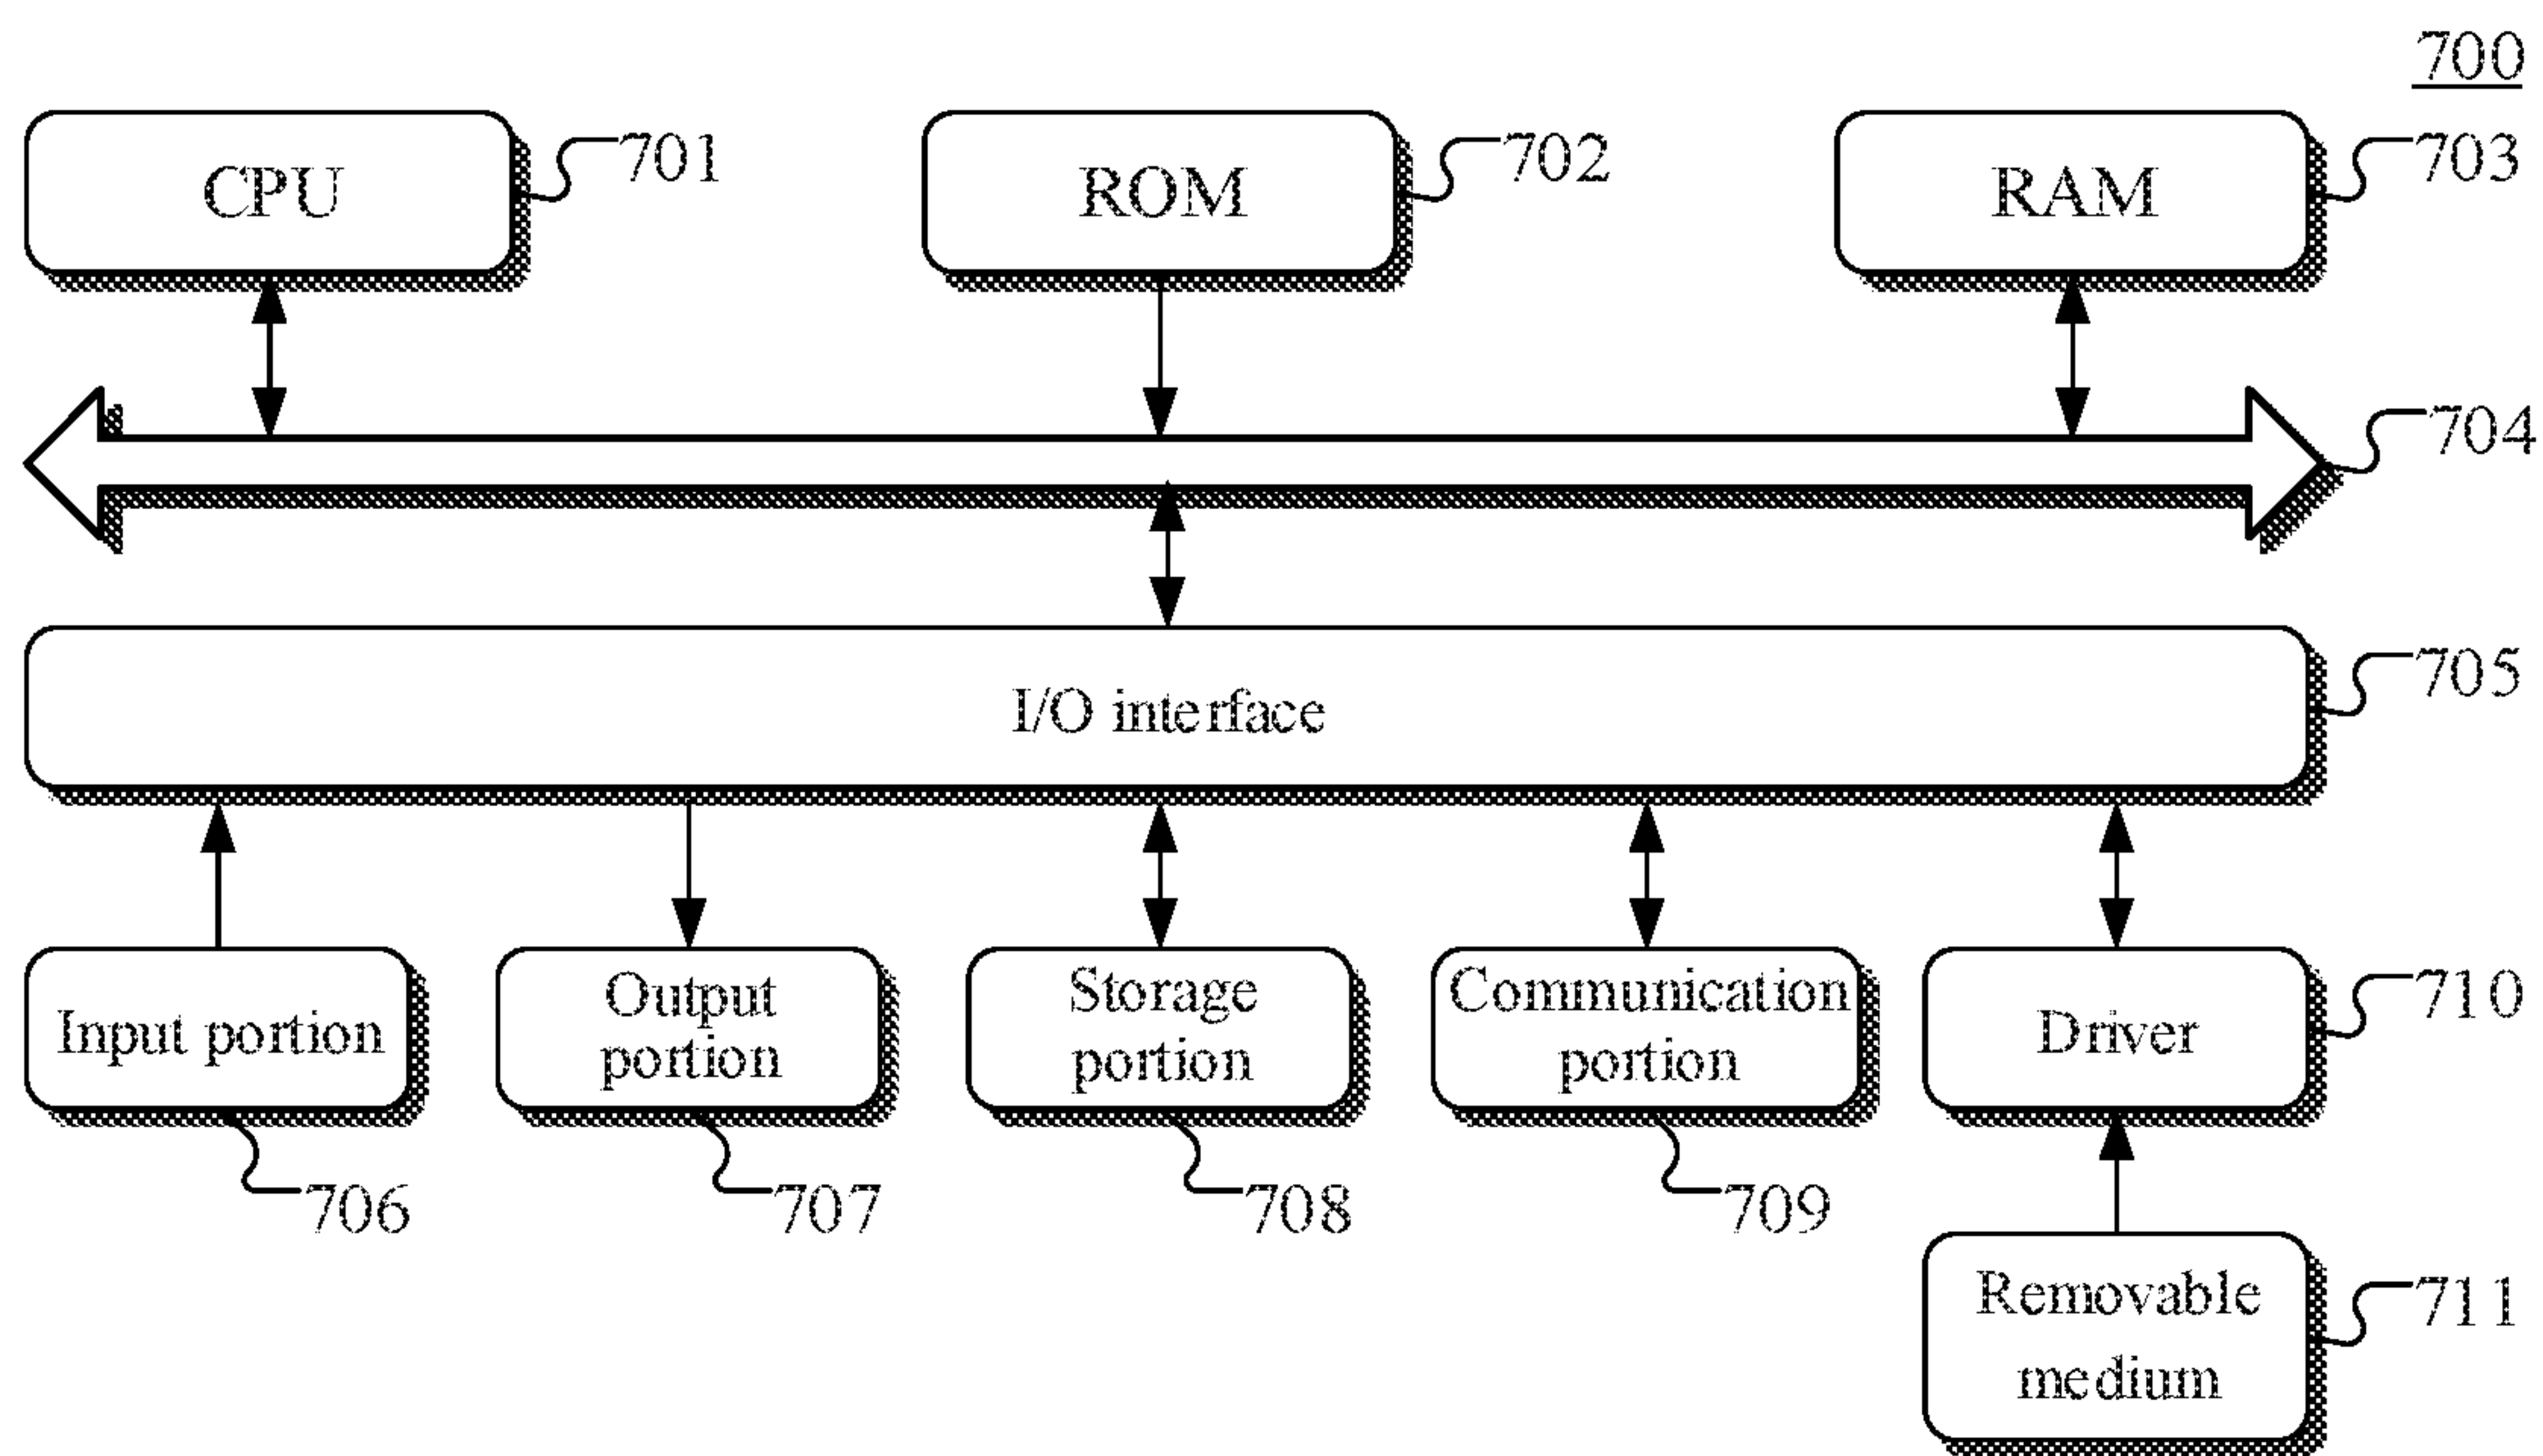 700
CPU
701
ROM
702
RAM
703
704
I/O interface
705
Input portion
Output
portion
Storage
portion
Communication
portion
Driver
710
706
707
708
709
Removable
medium
711